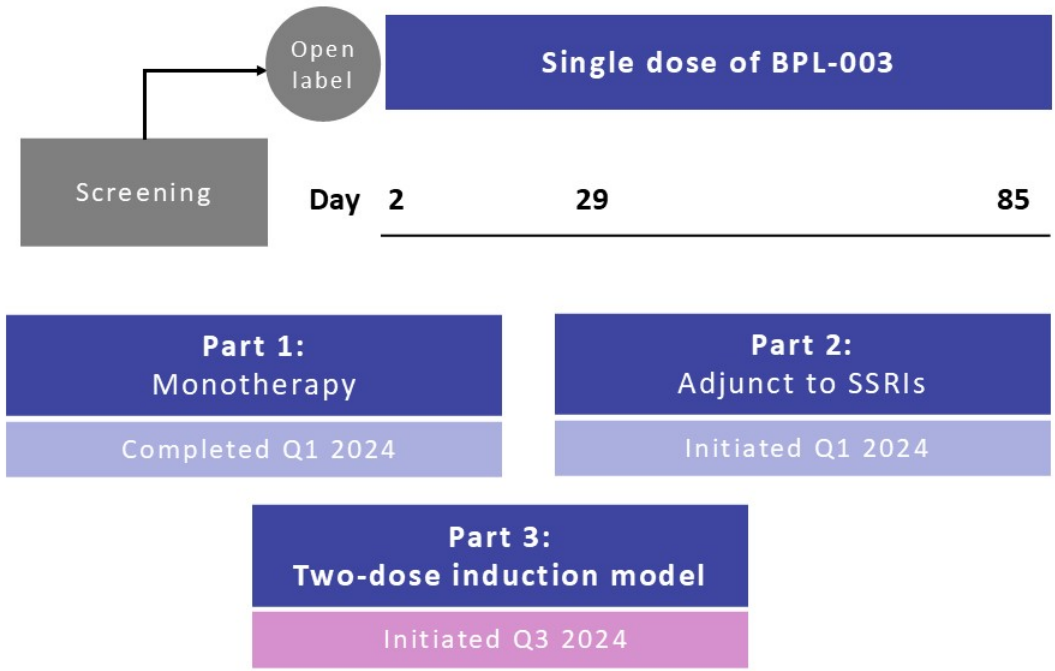 Open
label
Single dose of BPL-003
Screening
Day 2 29 85
Part 1:
Monotherapy
Completed Q1 2024
Part 2:
Adjunct to SSRIs
Initiated Q1 2024
Part 3:
Two-dose induction model
Initiated Q3 2024